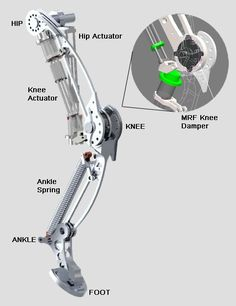 HIP
Hip Actuator
Knee
Actuator
KNEE
MRF Knee
Damper
Ankle
Spring
ANKLE
FOOT